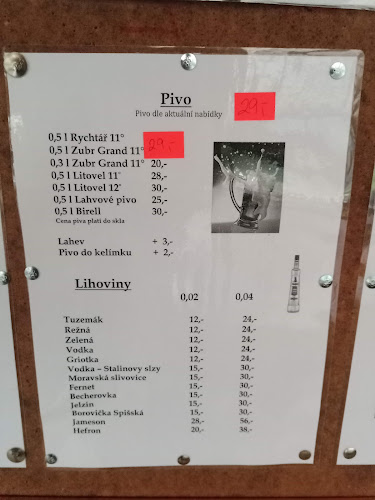 Pivo
Pivo dle aktuální nabídky 29,-
0,5 l Rychtář 11°
0,5 l Zubr Grand 11° 29,-
0,3 l Zubr Grand 11° 20,-
0,5 l Litovel 11° 28,-
0,5 l Litovel 12° 30,-
0,5 l Lahvové pivo 25,-
0,5 l Birell 30,-
Cena piva platí do skla
Lahev + 3,-
Pivo do kelímku + 2,-
Lihoviny
0,02 0,04
Tuzemák 12,- 24,-
Režná 12,- 24,-
Zelená 12,- 24,-
Vodka 12,- 24,-
Griotka 12,- 24,-
Vodka – Stalinovy slzy 15,- 30,-
Moravská slivovice 15,- 30,-
Fernet 15,- 30,-
Becherovka 15,- 30,-
Jelzin 15,- 30,-
Borovička Spišská 15,- 30,-
Jameson 28,- 56,-
Hefron 20,- 38,-